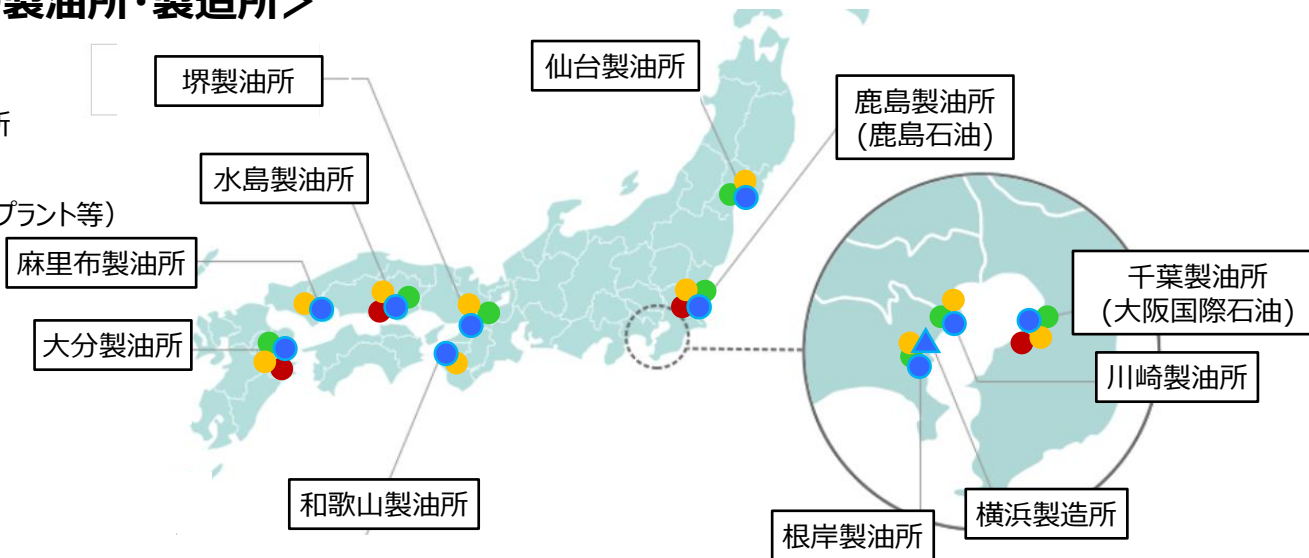 製油所・製造所＞
所
プラント等）
堺製油所
仙台製油所
鹿島製油所
(鹿島石油)
水島製油所
麻里布製油所
大分製油所
千葉製油所
(大阪国際石油)
川崎製油所
和歌山製油所
横浜製造所
根岸製油所